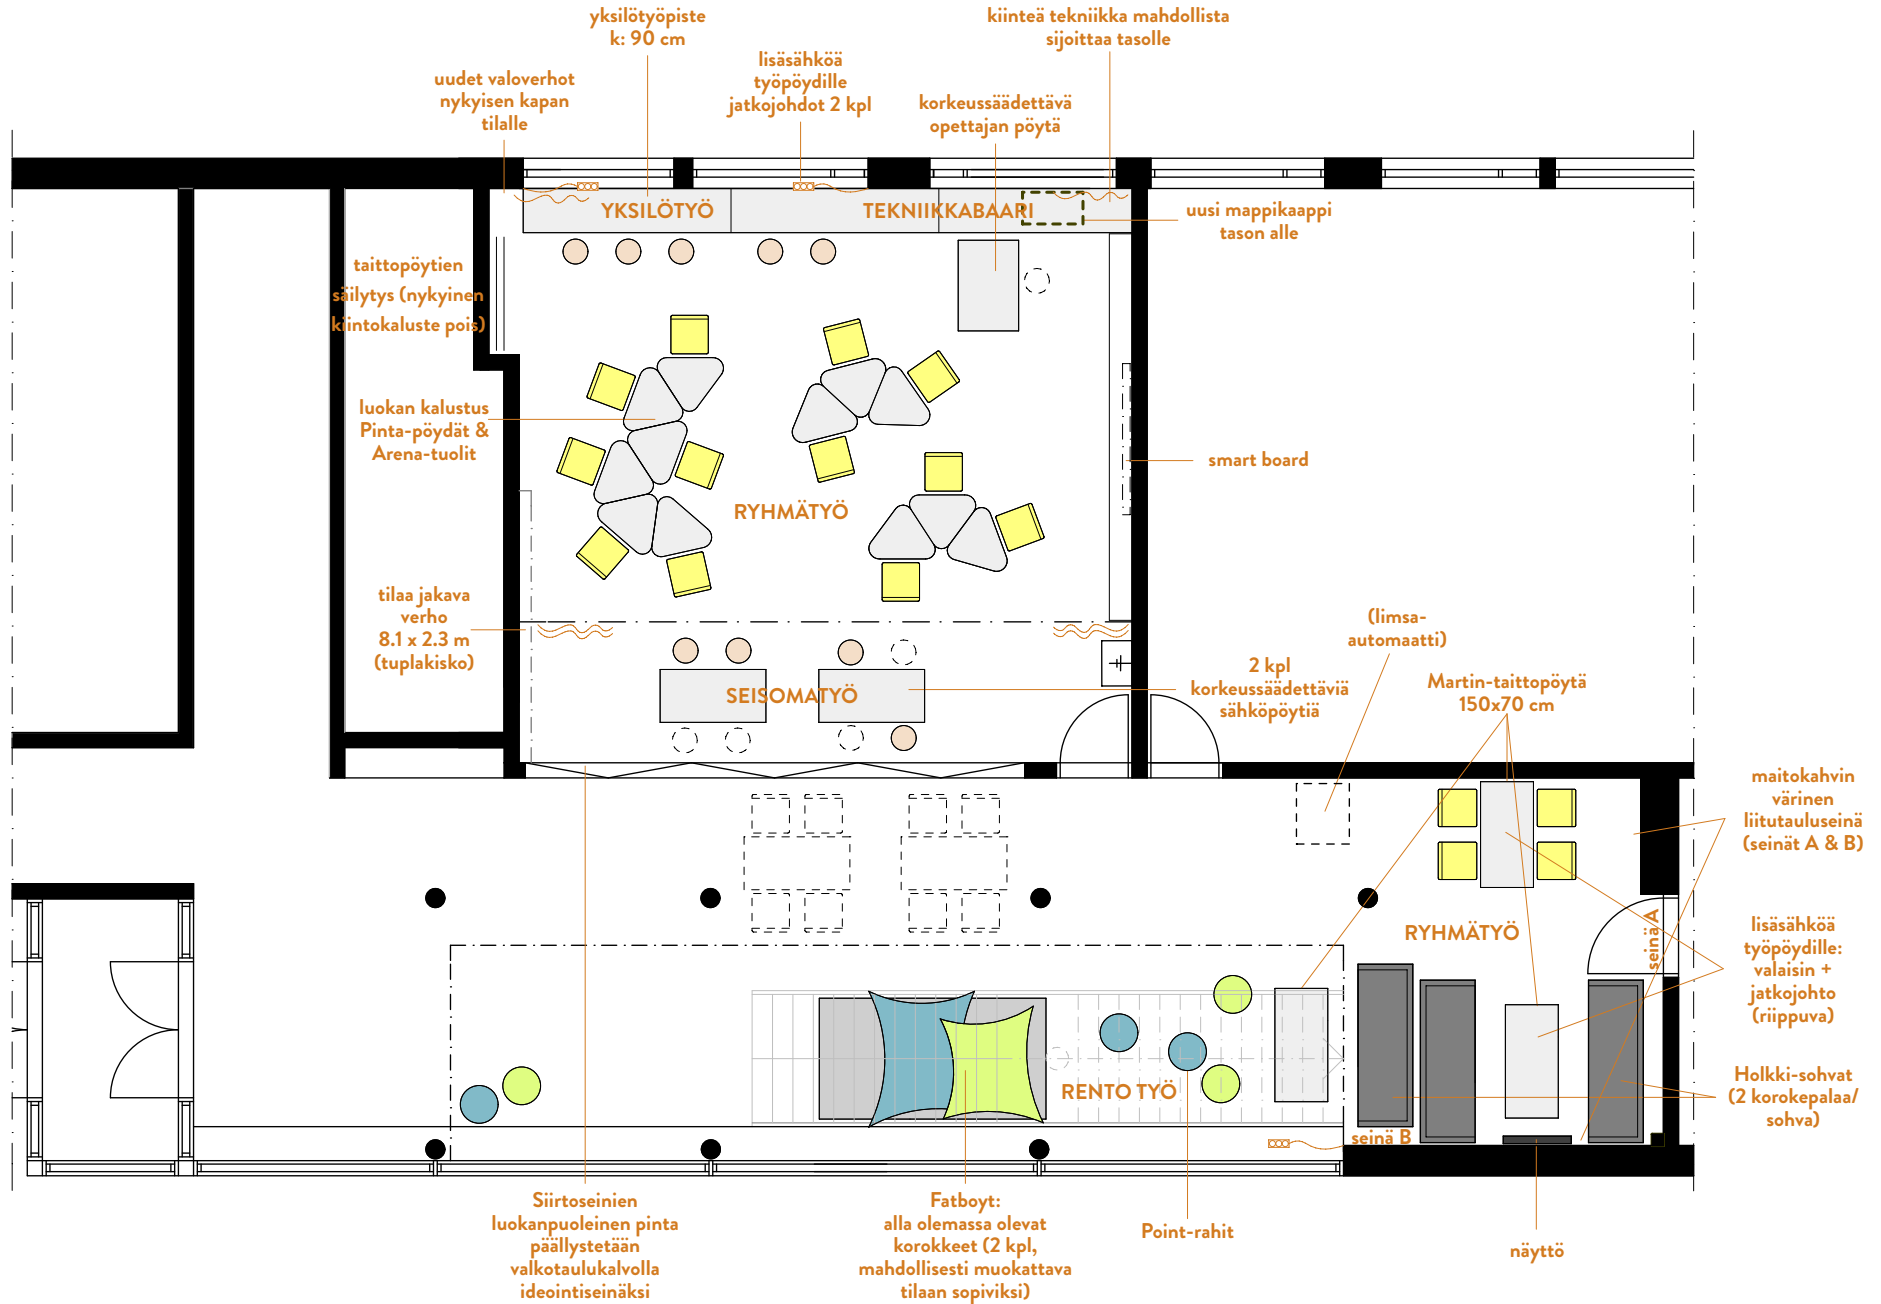 yksilötyöpiste
k: 90 cm
kiinteä tekniikka mahdollista
sijoittaa tasolle
lisäsähköä
työpöydille
jatkojohdot 2 kpl
uudet valoverhot
nykyisen kapan
tilalle
korkeussäädettävä
opettajan pöytä
YKSILÖTYÖ
TEKNIIKKABAARI
uusi mappikaappi
tason alle
taittopöytien
säilytys (nykyinen
kiintokaluste pois)
luokan kalustus
Pinta-pöydät &
Arena-tuolit
smart board
RYHMÄTYÖ
tilaa jakava
verho
8.1 x 2.3 m
(tuplakisko)
(limsa-
automaatti)
2 kpl
korkeussäädettäviä
sähköpöytiä
Martin-taittopöytä
150x70 cm
SEISOMATYÖ
maitokahvin
värinen
liitutauluseinä
(seinät A & B)
seinä A
RYHMÄTYÖ
lisäsähköä
työpöydille:
valaisin +
jatkojohto
(riippuva)
RENTO TYÖ
Holkki-sohvat
(2 korokepalaa/
sohva)
seinä B
Siirtoseinien
luokanpuoleinen pinta
päällystetään
valkotaulukalvolla
ideointiseinäksi
Fatboyt:
alla olemassa olevat
korokkeet (2 kpl,
mahdollisesti muokattava
tilaan sopiviksi)
Point-rahit
näyttö